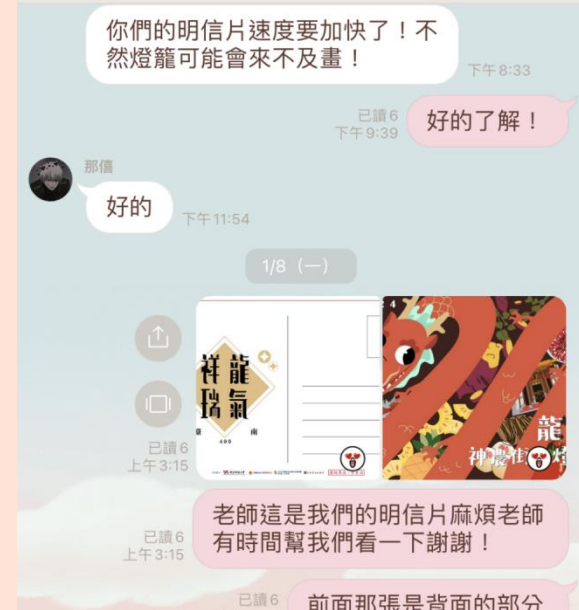 你們的明信片速度要加快了！不
然燈籠可能會來不及畫！
下午8:33
已讀6
下午9:39
好的了解！
那僖
好的
下午11:54
1/8（一）
祥龍
瑞氣
臺南
400
4
龍
神農佳
已讀6
上午3:15
老師這是我們的明信片麻煩老師
有時間幫我們看一下謝謝！
已讀6
上午3:15
已讀6
前面那張是背面的部分